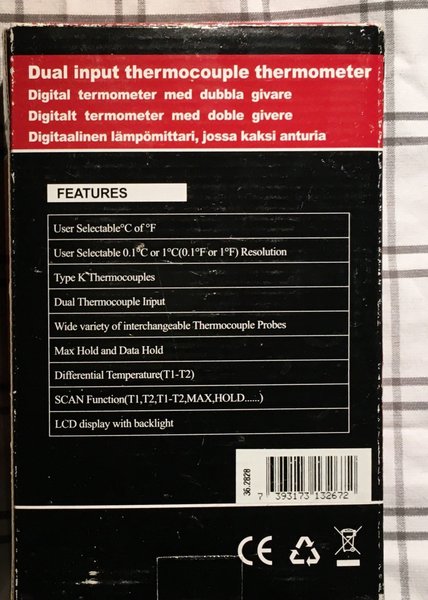 Dual input thermocouple thermometer
Digital termometer med dubbla givare
Digitalt termometer med doble givere
Digitaalinen lämpömittari, jossa kaksi anturia
FEATURES
User Selectable°C of °F
User Selectable 0.1°C or 1°C(0.1°F or 1°F) Resolution
Type K Thermocouples
Dual Thermocouple Input
Wide variety of interchangeable Thermocouple Probes
Max Hold and Data Hold
Differential Temperature(T1-T2)
SCAN Function(T1,T2,T1-T2,MAX,HOLD......)
LCD display with backlight
36.2828
7 393173 132672
CE